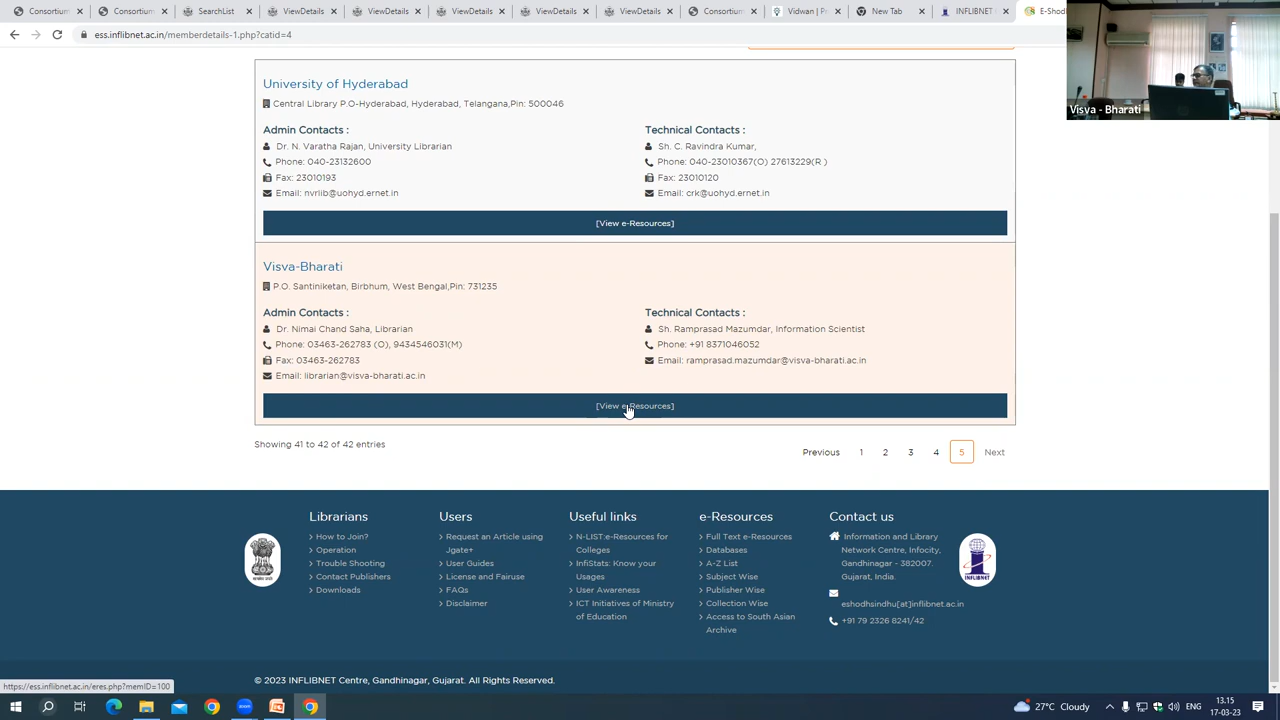 Consortium
SearchList
ViewDetails
ViewDetails
ViewDetails
ViewDetails
Consortium
Vidwan | P
New Tab
INFLIBNET
E-Shod
ess.inflibnet.ac.in/memberdetails-1.php?catid=4
Visva - Bharati
University of Hyderabad
Central Library P.O-Hyderabad, Hyderabad, Telangana,Pin: 500046
Admin Contacts :
Dr. N. Varatha Rajan, University Librarian
Phone: 040-23132600
Fax: 23010193
Email: nvrlib@uohyd.ernet.in
Technical Contacts :
Sh. C. Ravindra Kumar,
Phone: 040-23010367(O) 27613229(R )
Fax: 23010120
Email: crk@uohyd.ernet.in
[View e-Resources]
Visva-Bharati
P.O. Santiniketan, Birbhum, West Bengal,Pin: 731235
Admin Contacts :
Dr. Nimai Chand Saha, Librarian
Phone: 03463-262783 (O), 9434546031(M)
Fax: 03463-262783
Email: librarian@visva-bharati.ac.in
Technical Contacts :
Sh. Ramprasad Mazumdar, Information Scientist
Phone: +91 8371046052
Email: ramprasad.mazumdar@visva-bharati.ac.in
[View e-Resources]
Showing 41 to 42 of 42 entries
Previous 1 2 3 4 5 Next
Librarians
How to Join?
Operation
Trouble Shooting
Contact Publishers
Downloads
Users
Request an Article using
Jgate+
User Guides
License and Fairuse
FAQs
Disclaimer
Useful links
N-LIST:e-Resources for
Colleges
InfiStats: Know your
Usages
User Awareness
ICT Initiatives of Ministry
of Education
e-Resources
Full Text e-Resources
Databases
A-Z List
Subject Wise
Publisher Wise
Collection Wise
Access to South Asian
Archive
Contact us
Information and Library
Network Centre, Infocity,
Gandhinagar - 382007.
Gujarat, India.
eshodhsindhu[at]inflibnet.ac.in
+91 79 2326 8241/42
INFLIBNET
© 2023 INFLIBNET Centre, Gandhinagar, Gujarat. All Rights Reserved.
https://ess.inflibnet.ac.in/eres.php?memID=100
27°C Cloudy
ENG
13.15
17-03-23